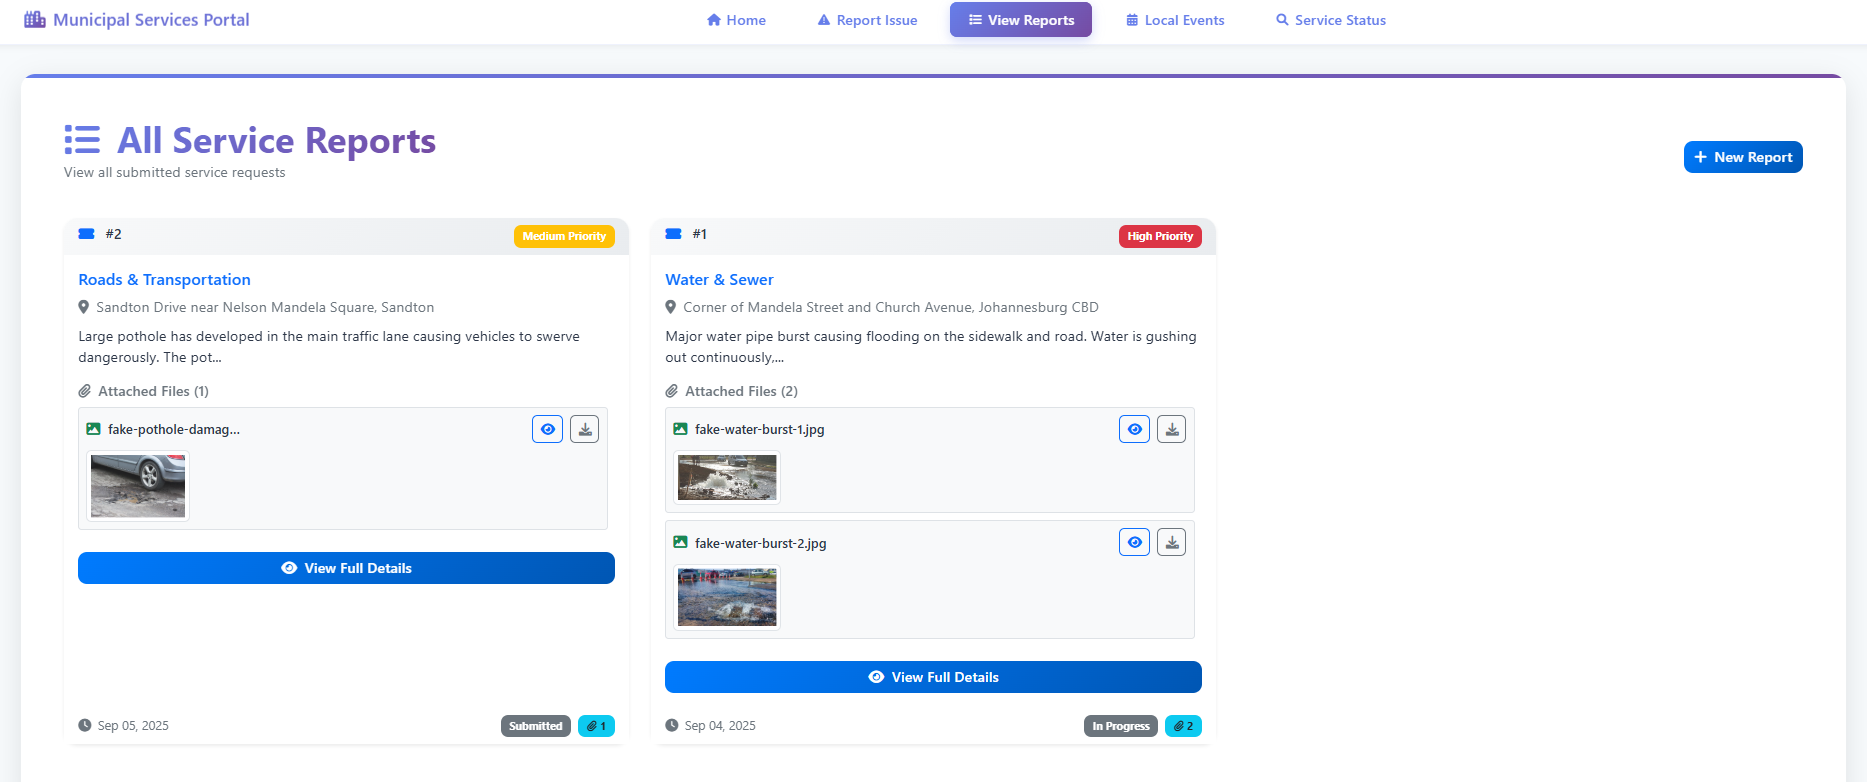 Municipal Services Portal
Home
Report Issue
View Reports
Local Events
Service Status
All Service Reports
View all submitted service requests
+ New Report
#2
Medium Priority
Roads & Transportation
Sandton Drive near Nelson Mandela Square, Sandton
Large pothole has developed in the main traffic lane causing vehicles to swerve
dangerously. The pot...
Attached Files (1)
fake-pothole-damag...
View Full Details
Sep 05, 2025
Submitted
1
#1
High Priority
Water & Sewer
Corner of Mandela Street and Church Avenue, Johannesburg CBD
Major water pipe burst causing flooding on the sidewalk and road. Water is gushing
out continuously,...
Attached Files (2)
fake-water-burst-1.jpg
fake-water-burst-2.jpg
View Full Details
Sep 04, 2025
In Progress
2